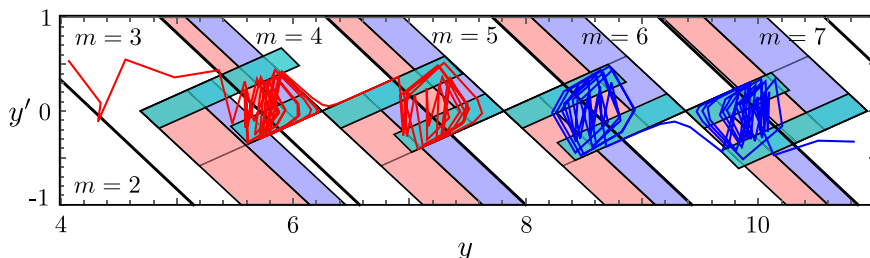 1
m = 3
m = 4
m = 5
m = 6
m = 7
y′
0
m = 2
-1
4
6
8
10
y